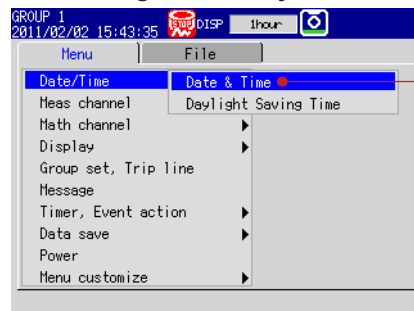 GROUP 1
2011/02/02 15:43:35 STOP DISP 1hour
Menu File
Date/Time Date & Time
Meas channel Daylight Saving Time
Math channel
Display
Group set, Trip line
Message
Timer, Event action
Data save
Power
Menu customize